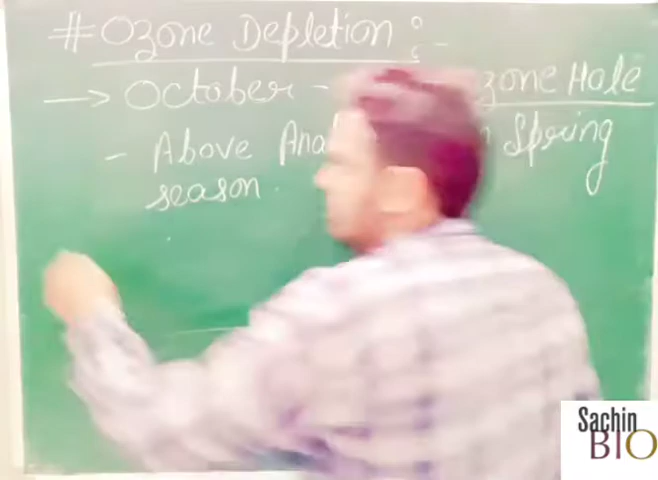 # Ozone Depletion :-
→ October - zone Hole
- Above Ana Spring
season.
Sachin
BIO